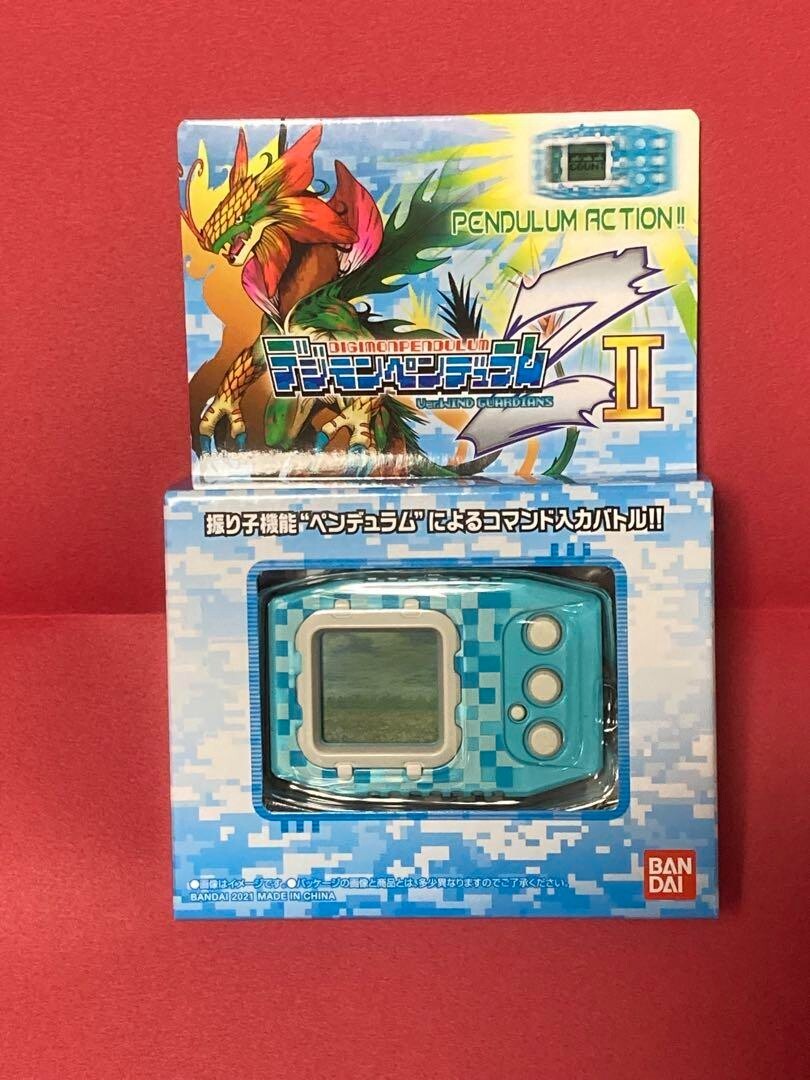 COUNT
PENDULUM ACTION!!
DIGIMONPENDULUM
デジモンペンデュラム Z II
Ver.WIND GUARDIANS
振り子機能"ペンデュラム"によるコマンド入力バトル!!
●画像はイメージです。●パッケージの画像と商品とは、多少異なりますのでご了承ください。
BANDAI 2021 MADE IN CHINA
BAN
DAI